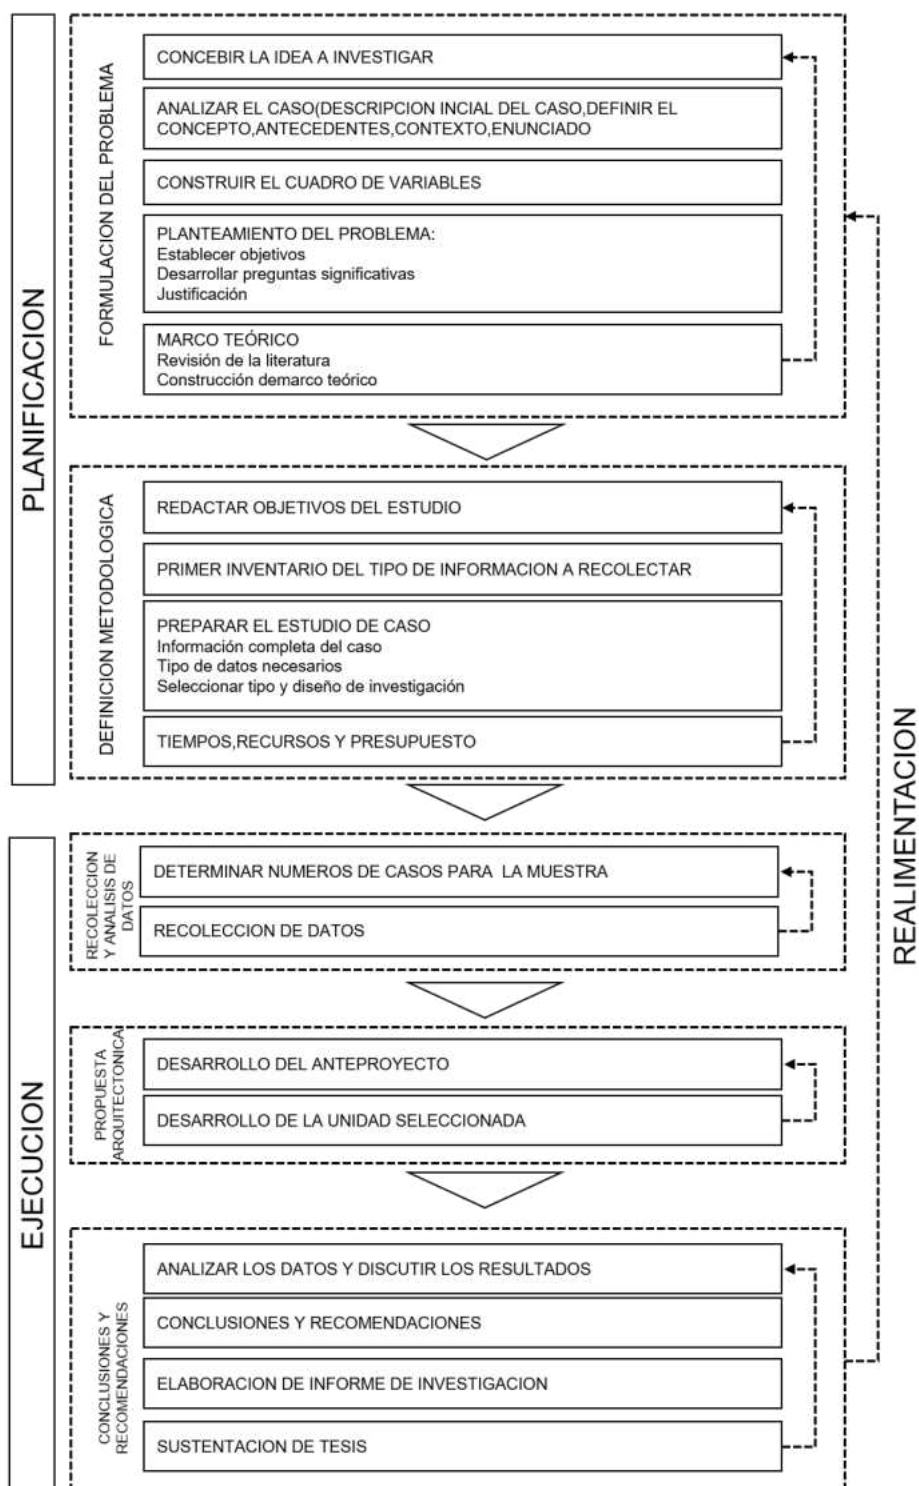 PLANIFICACION
FORMULACION DEL PROBLEMA
CONCEBIR LA IDEA A INVESTIGAR
ANALIZAR EL CASO(DESCRIPCION INCIAL DEL CASO,DEFINIR EL
CONCEPTO,ANTECEDENTES,CONTEXTO,ENUNCIADO
CONSTRUIR EL CUADRO DE VARIABLES
PLANTEAMIENTO DEL PROBLEMA:
Establecer objetivos
Desarrollar preguntas significativas
Justificación
MARCO TEÓRICO
Revisión de la literatura
Construcción demarco teórico
DEFINICION METODOLOGICA
REDACTAR OBJETIVOS DEL ESTUDIO
PRIMER INVENTARIO DEL TIPO DE INFORMACION A RECOLECTAR
PREPARAR EL ESTUDIO DE CASO
Información completa del caso
Tipo de datos necesarios
Seleccionar tipo y diseño de investigación
TIEMPOS,RECURSOS Y PRESUPUESTO
EJECUCION
RECOLECCION
Y ANALISIS DE
DATOS
DETERMINAR NUMEROS DE CASOS PARA LA MUESTRA
RECOLECCION DE DATOS
PROPUESTA
ARQUITECTONICA
DESARROLLO DEL ANTEPROYECTO
DESARROLLO DE LA UNIDAD SELECCIONADA
CONCLUSIONES Y
RECOMENDACIONES
ANALIZAR LOS DATOS Y DISCUTIR LOS RESULTADOS
CONCLUSIONES Y RECOMENDACIONES
ELABORACION DE INFORME DE INVESTIGACION
SUSTENTACION DE TESIS
REALIMENTACION